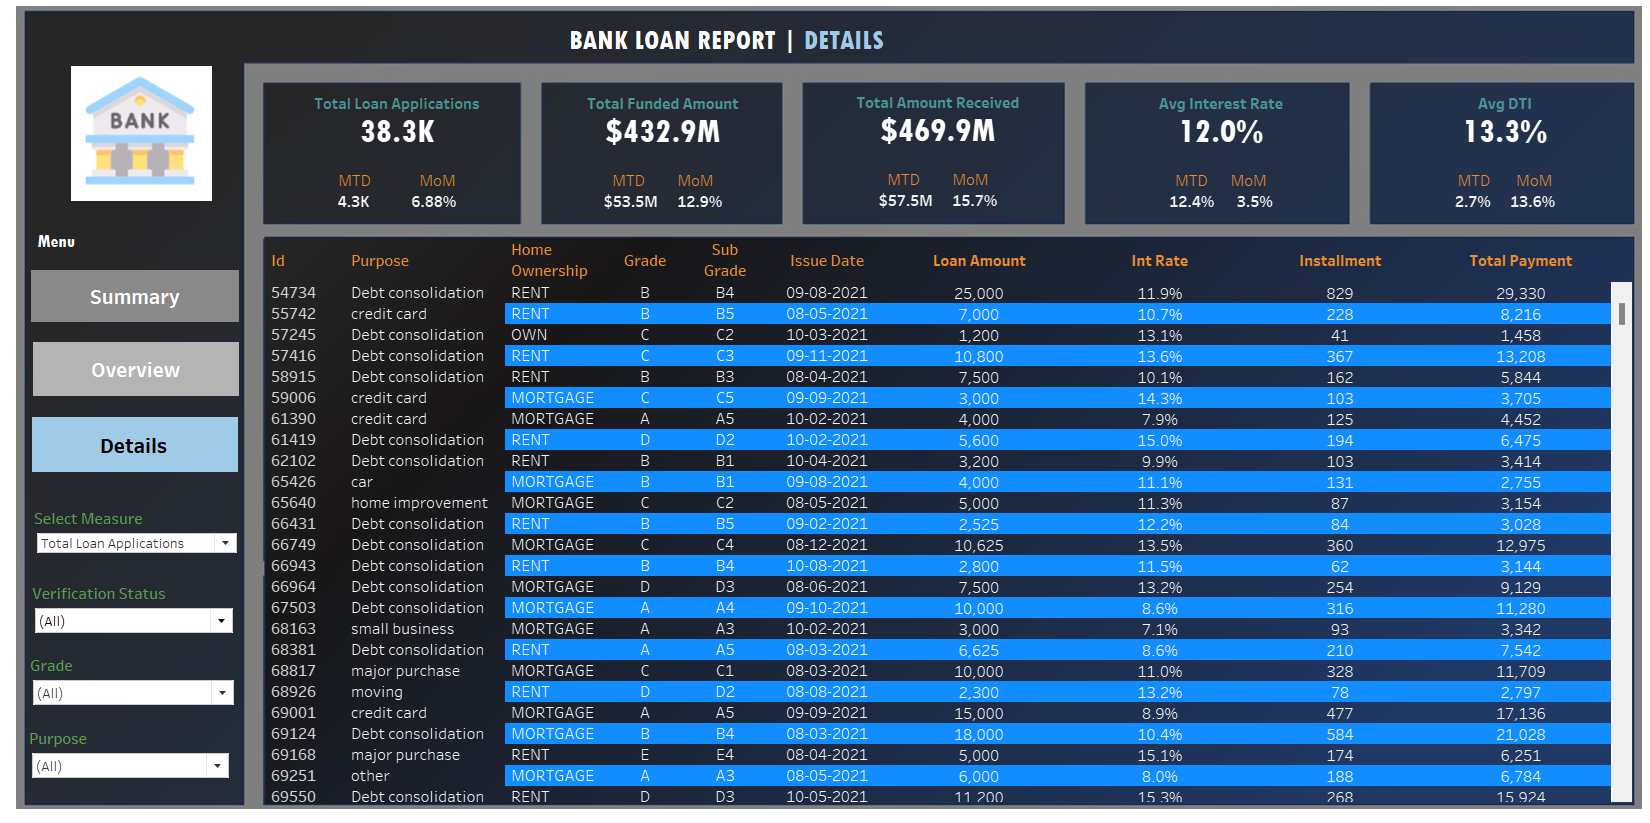 BANK LOAN REPORT | DETAILS
BANK
Total Loan Applications
38.3K
MTD MoM
4.3K 6.88%
Total Funded Amount
$432.9M
MTD MoM
$53.5M 12.9%
Total Amount Received
$469.9M
MTD MoM
$57.5M 15.7%
Avg Interest Rate
12.0%
MTD MoM
12.4% 3.5%
Avg DTI
13.3%
MTD MoM
2.7% 13.6%
Menu
Summary
Overview
Details
Select Measure
Total Loan Applications
Verification Status
(All)
Grade
(All)
Purpose
(All)
Id Purpose Home Ownership Grade Sub Grade Issue Date Loan Amount Int Rate Installment Total Payment
54734 Debt consolidation RENT B B4 09-08-2021 25,000 11.9% 829 29,330
55742 credit card RENT B B5 08-05-2021 7,000 10.7% 228 8,216
57245 Debt consolidation OWN C C2 10-03-2021 1,200 13.1% 41 1,458
57416 Debt consolidation RENT C C3 09-11-2021 10,800 13.6% 367 13,208
58915 Debt consolidation RENT B B3 08-04-2021 7,500 10.1% 162 5,844
59006 credit card MORTGAGE C C5 09-09-2021 3,000 14.3% 103 3,705
61390 credit card MORTGAGE A A5 10-02-2021 4,000 7.9% 125 4,452
61419 Debt consolidation RENT D D2 10-02-2021 5,600 15.0% 194 6,475
62102 Debt consolidation RENT B B1 10-04-2021 3,200 9.9% 103 3,414
65426 car MORTGAGE B B1 09-08-2021 4,000 11.1% 131 2,755
65640 home improvement MORTGAGE C C2 08-05-2021 5,000 11.3% 87 3,154
66431 Debt consolidation RENT B B5 09-02-2021 2,525 12.2% 84 3,028
66749 Debt consolidation MORTGAGE C C4 08-12-2021 10,625 13.5% 360 12,975
66943 Debt consolidation RENT B B4 10-08-2021 2,800 11.5% 62 3,144
66964 Debt consolidation MORTGAGE D D3 08-06-2021 7,500 13.2% 254 9,129
67503 Debt consolidation MORTGAGE A A4 09-10-2021 10,000 8.6% 316 11,280
68163 small business MORTGAGE A A3 10-02-2021 3,000 7.1% 93 3,342
68381 Debt consolidation RENT A A5 08-03-2021 6,625 8.6% 210 7,542
68817 major purchase MORTGAGE C C1 08-03-2021 10,000 11.0% 328 11,709
68926 moving RENT D D2 08-08-2021 2,300 13.2% 78 2,797
69001 credit card MORTGAGE A A5 09-09-2021 15,000 8.9% 477 17,136
69124 Debt consolidation MORTGAGE B B4 08-03-2021 18,000 10.4% 584 21,028
69168 major purchase RENT E E4 08-04-2021 5,000 15.1% 174 6,251
69251 other MORTGAGE A A3 08-05-2021 6,000 8.0% 188 6,784
69550 Debt consolidation RENT D D3 10-05-2021 11,200 15.3% 268 15,924